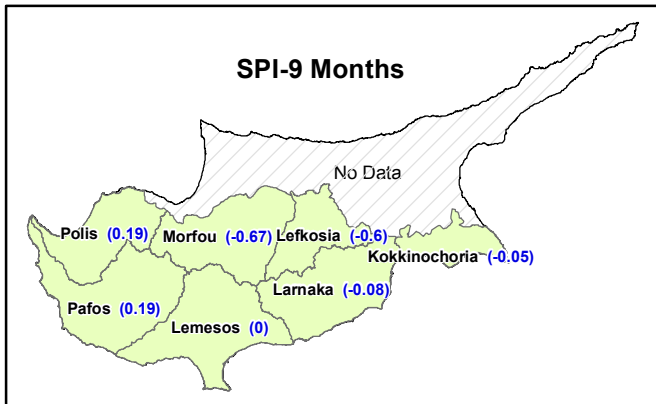 SPI-9 Months
No Data
Polis (0.19)
Morfou (-0.67)
Lefkosia (-0.6)
Kokkinochoria (-0.05)
Pafos (0.19)
Larnaka (-0.08)
Lemesos (0)